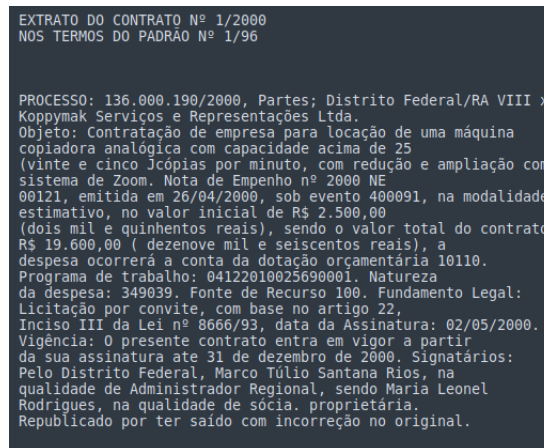 EXTRATO DO CONTRATO Nº 1/2000
NOS TERMOS DO PADRÃO Nº 1/96
PROCESSO: 136.000.190/2000, Partes; Distrito Federal/RA VIII x
Koppymak Serviços e Representações Ltda.
Objeto: Contratação de empresa para locação de uma máquina
copiadora analógica com capacidade acima de 25
(vinte e cinco Jcópias por minuto, com redução e ampliação com
sistema de Zoom. Nota de Empenho nº 2000 NE
00121, emitida em 26/04/2000, sob evento 400091, na modalidade
estimativo, no valor inicial de R$ 2.500,00
(dois mil e quinhentos reais), sendo o valor total do contrato
R$ 19.600,00 ( dezenove mil e seiscentos reais), a
despesa ocorrerá a conta da dotação orçamentária 10110.
Programa de trabalho: 04122010025690001. Natureza
da despesa: 349039. Fonte de Recurso 100. Fundamento Legal:
Licitação por convite, com base no artigo 22,
Inciso III da Lei nº 8666/93, data da Assinatura: 02/05/2000.
Vigência: O presente contrato entra em vigor a partir
da sua assinatura ate 31 de dezembro de 2000. Signatários:
Pelo Distrito Federal, Marco Túlio Santana Rios, na
qualidade de Administrador Regional, sendo Maria Leonel
Rodrigues, na qualidade de sócia. proprietária.
Republicado por ter saído com incorreção no original.